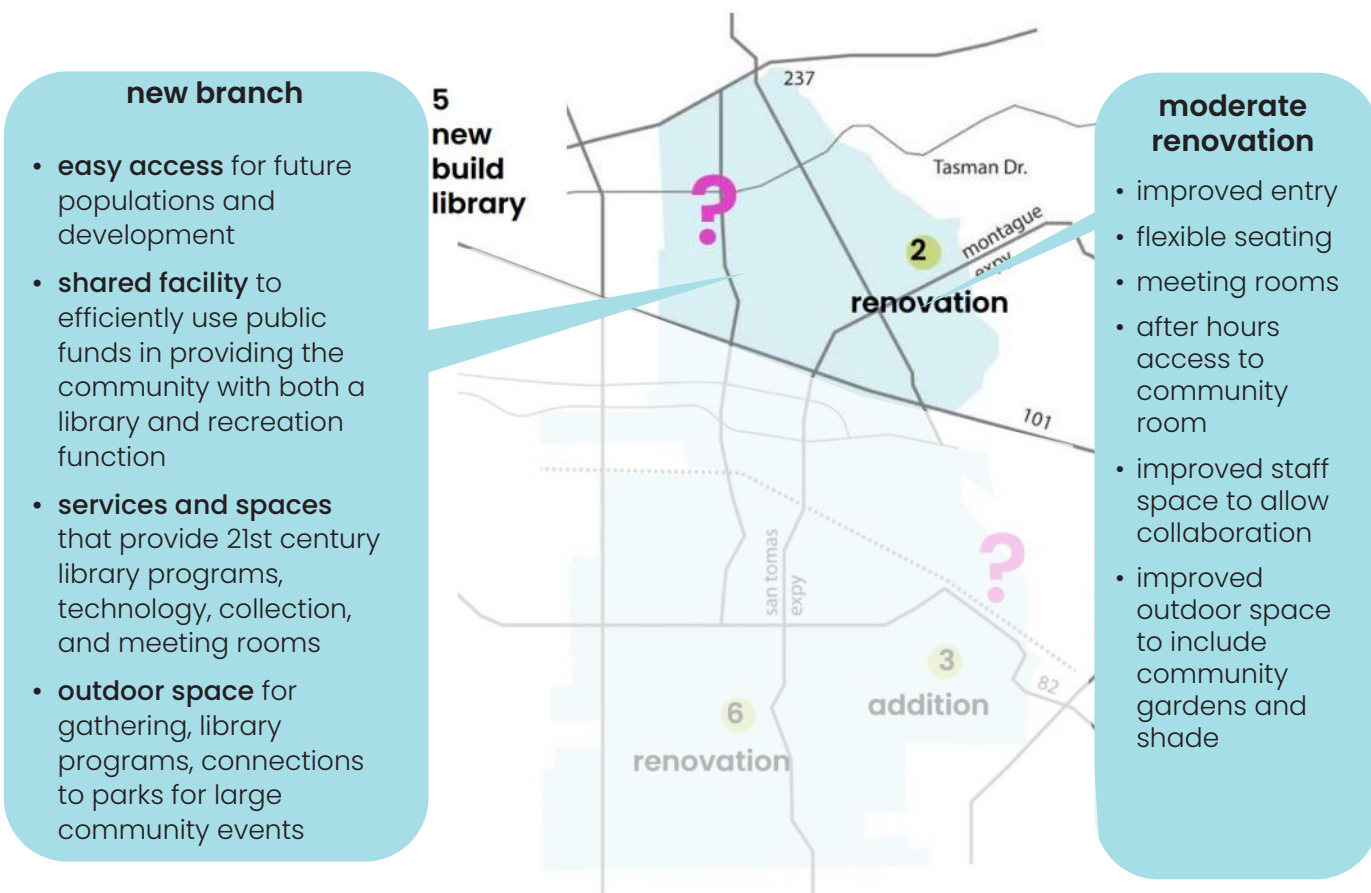 new branch
• easy access for future
populations and
development
• shared facility to
efficiently use public
funds in providing the
community with both a
library and recreation
function
• services and spaces
that provide 21st century
library programs,
technology, collection,
and meeting rooms
• outdoor space for
gathering, library
programs, connections
to parks for large
community events
5
new
build
library
237
Tasman Dr.
?
2
montague
expy
renovation
101
san tomas
expy
?
3
addition
82
6
renovation
moderate
renovation
• improved entry
• flexible seating
• meeting rooms
• after hours
access to
community
room
• improved staff
space to allow
collaboration
• improved
outdoor space
to include
community
gardens and
shade